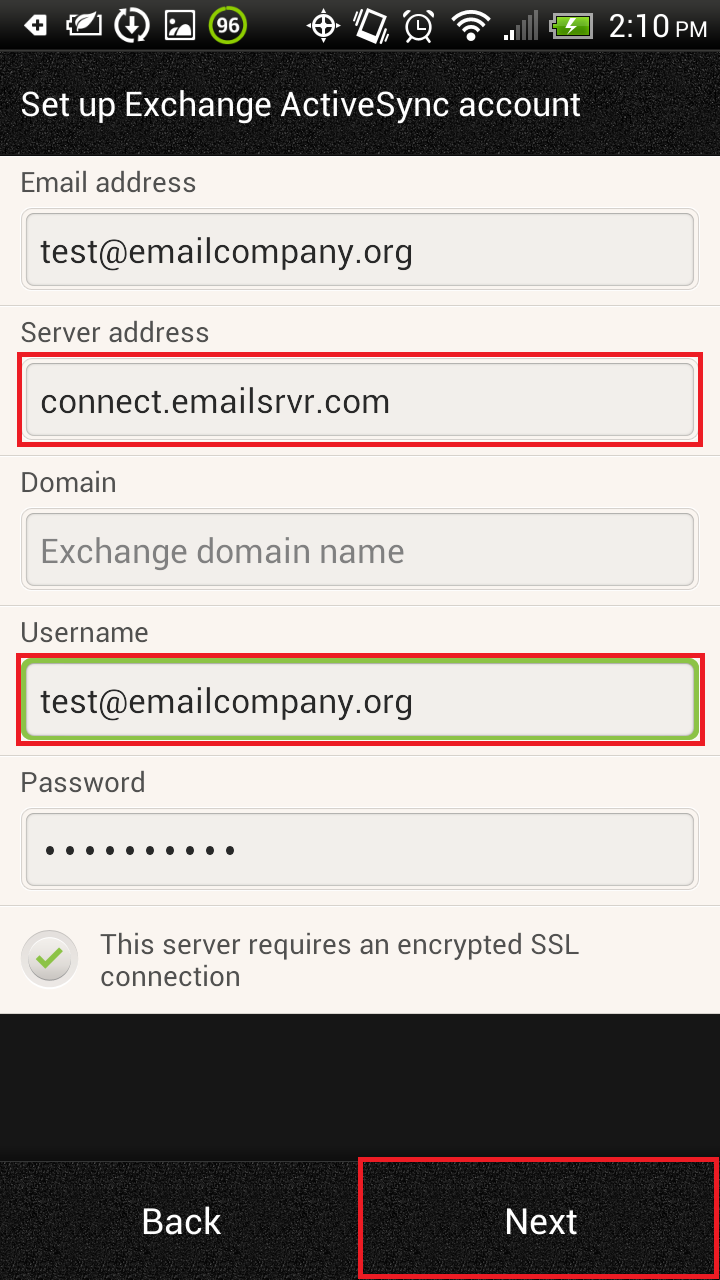 96 2:10 PM
Set up Exchange ActiveSync account
Email address
test@emailcompany.org
Server address
connect.emailsrvr.com
Domain
Exchange domain name
Username
test@emailcompany.org
Password
••••••••••
This server requires an encrypted SSL
connection
Back Next